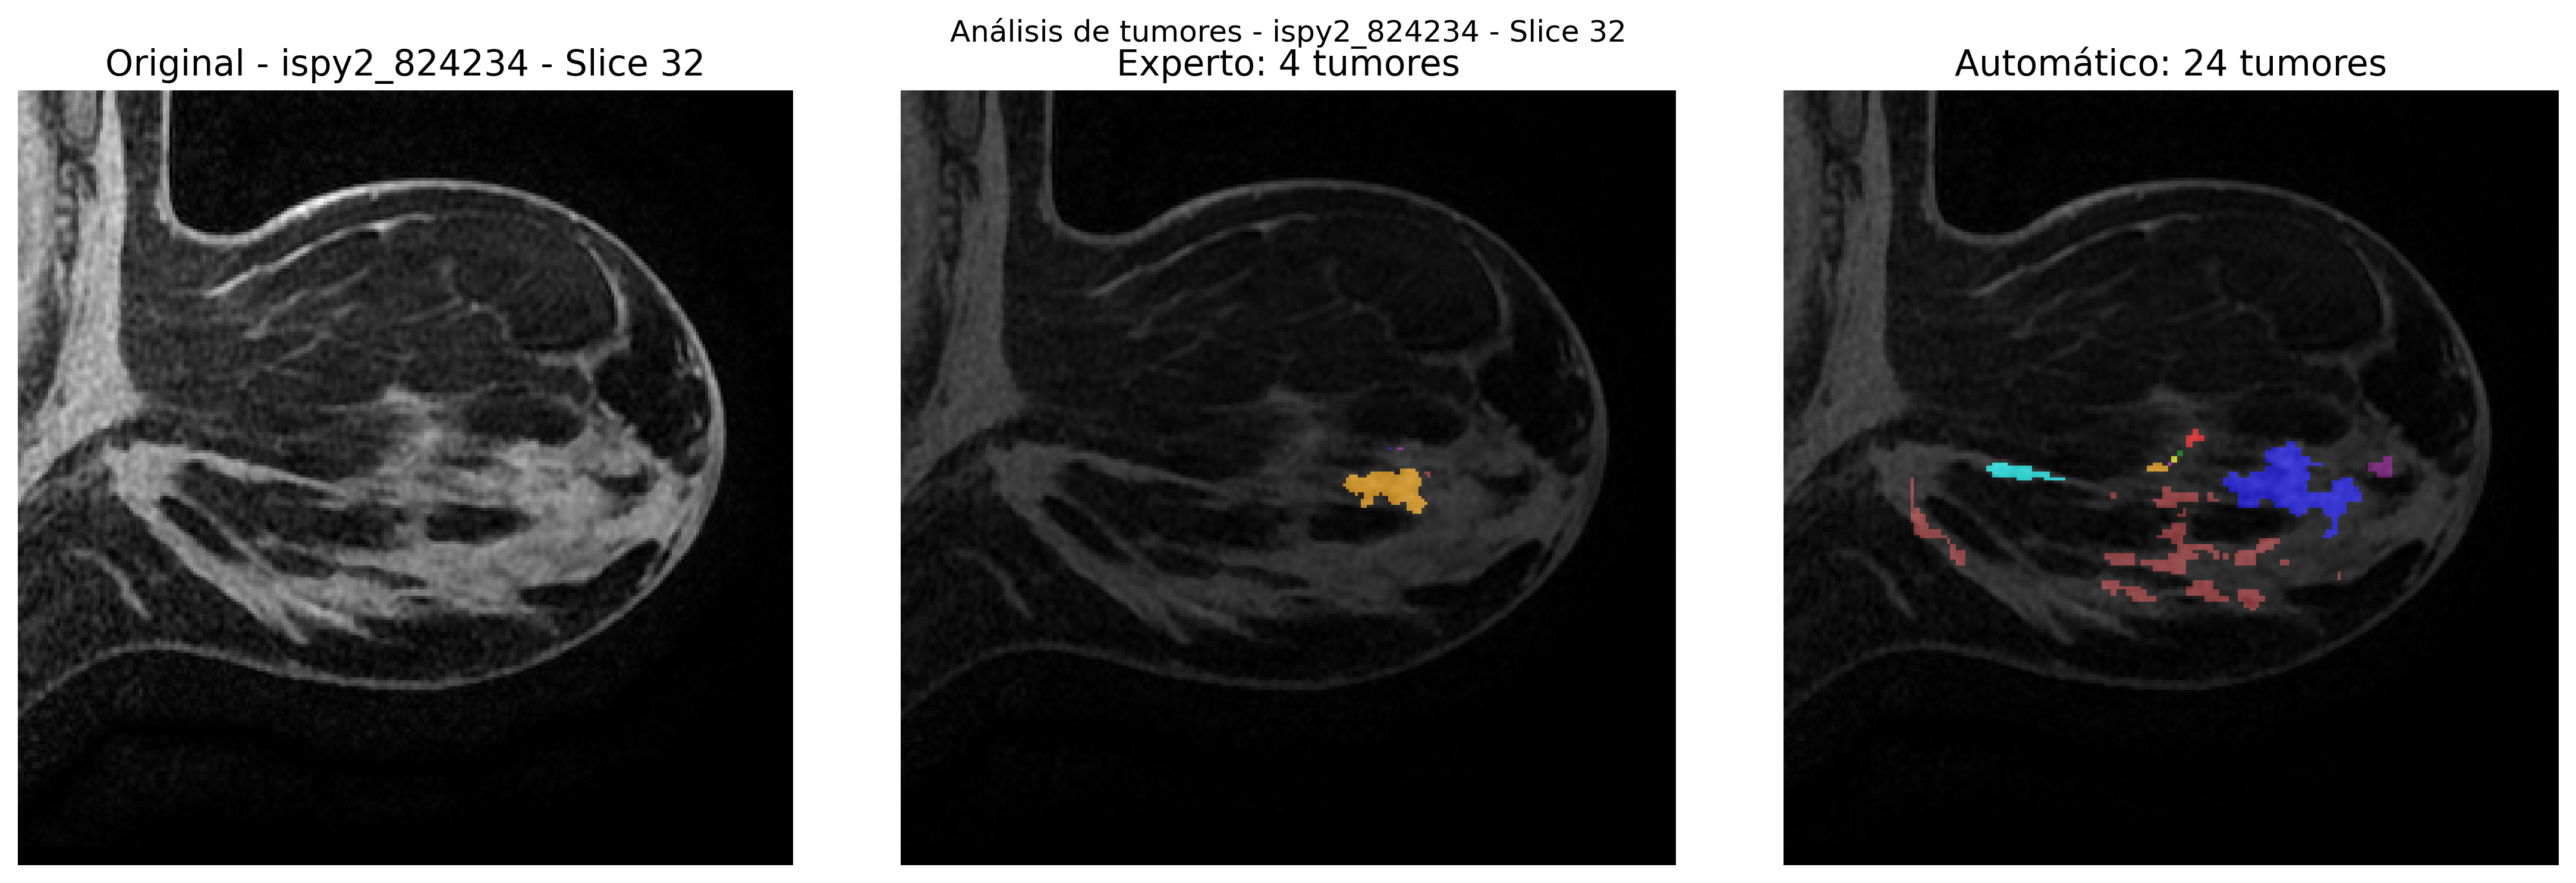 Análisis de tumores - ispy2_824234 - Slice 32
Original - ispy2_824234 - Slice 32
Experto: 4 tumores
Automático: 24 tumores